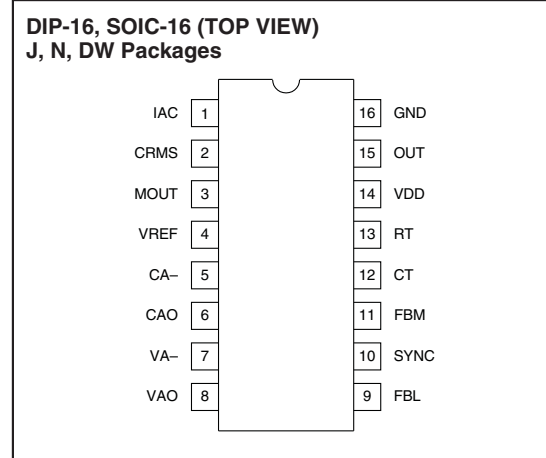 DIP-16, SOIC-16 (TOP VIEW)
J, N, DW Packages
IAC 1 16 GND
CRMS 2 15 OUT
MOUT 3 14 VDD
VREF 4 13 RT
CA– 5 12 CT
CAO 6 11 FBM
VA– 7 10 SYNC
VAO 8 9 FBL